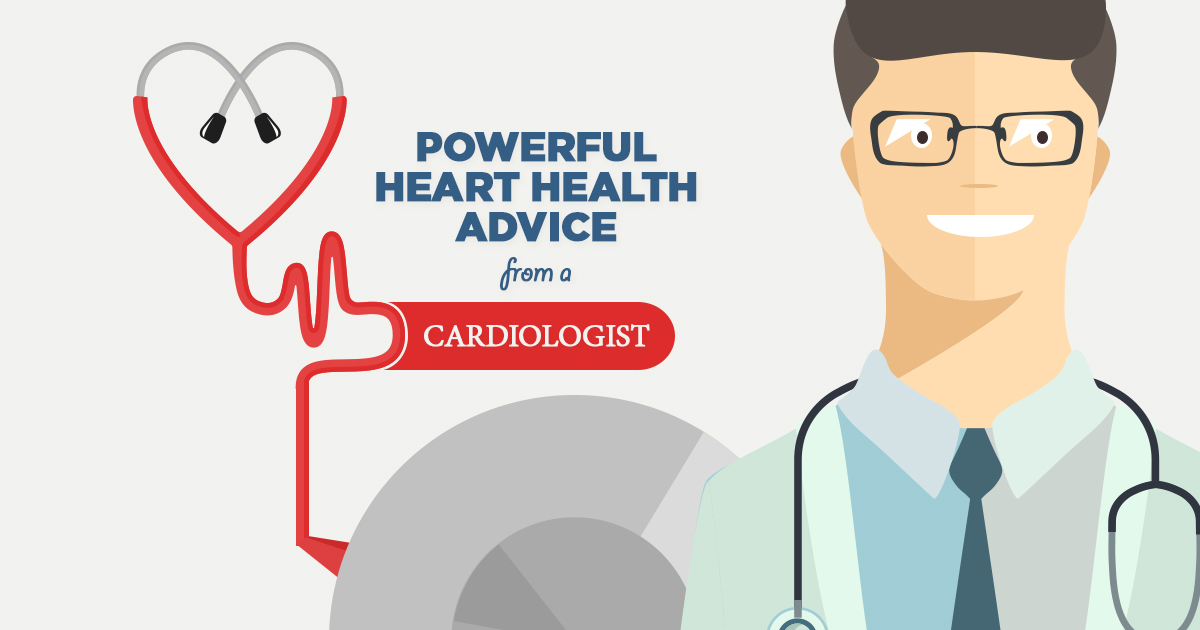 POWERFUL
HEART HEALTH
ADVICE
from a
CARDIOLOGIST